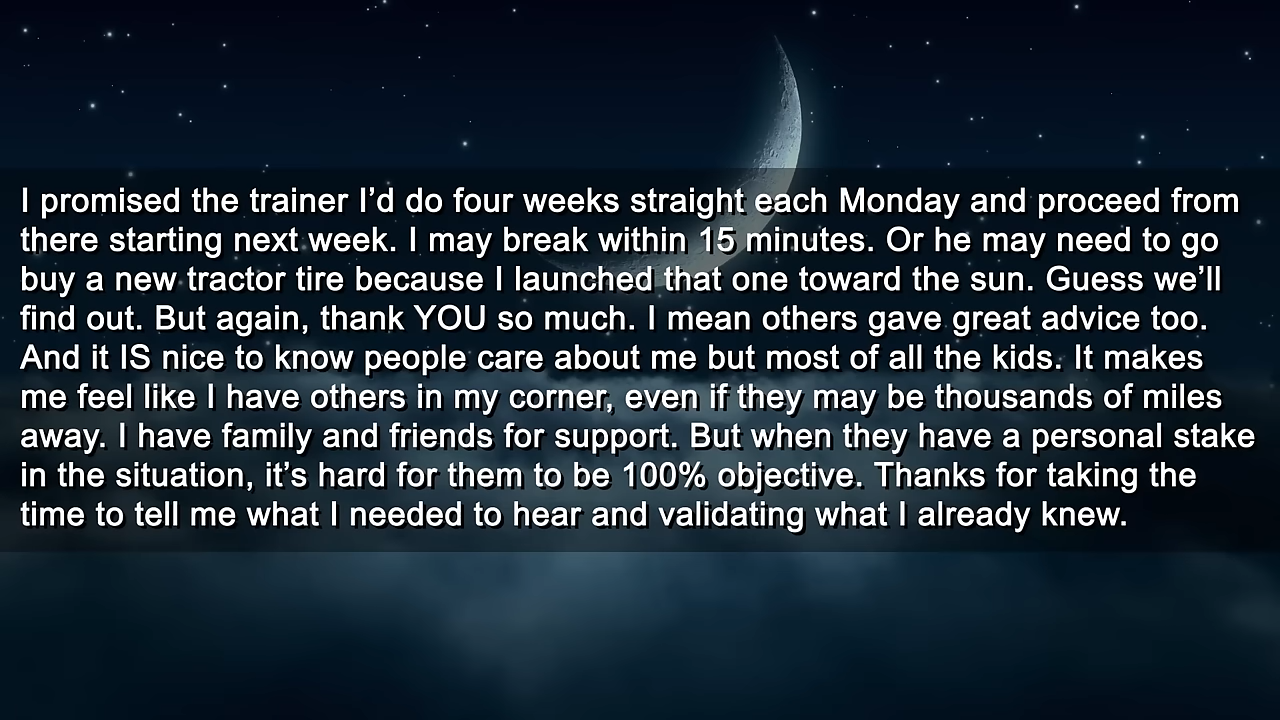 I promised the trainer I’d do four weeks straight each Monday and proceed from
there starting next week. I may break within 15 minutes. Or he may need to go
buy a new tractor tire because I launched that one toward the sun. Guess we’ll
find out. But again, thank YOU so much. I mean others gave great advice too.
And it IS nice to know people care about me but most of all the kids. It makes
me feel like I have others in my corner, even if they may be thousands of miles
away. I have family and friends for support. But when they have a personal stake
in the situation, it’s hard for them to be 100% objective. Thanks for taking the
time to tell me what I needed to hear and validating what I already knew.